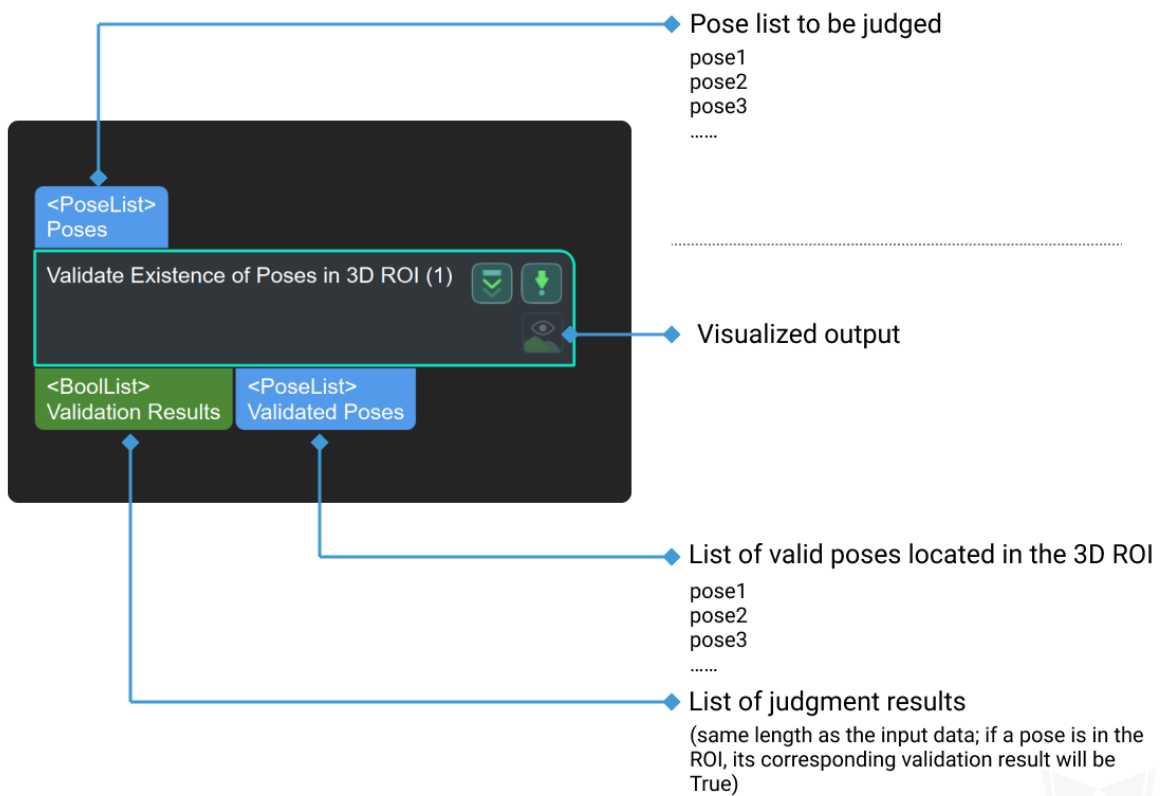 Pose list to be judged
pose1
pose2
pose3
......
<PoseList>
Poses
Validate Existence of Poses in 3D ROI (1)
Visualized output
<BoolList>
Validation Results
<PoseList>
Validated Poses
List of valid poses located in the 3D ROI
pose1
pose2
pose3
......
List of judgment results
(same length as the input data; if a pose is in the
ROI, its corresponding validation result will be
True)